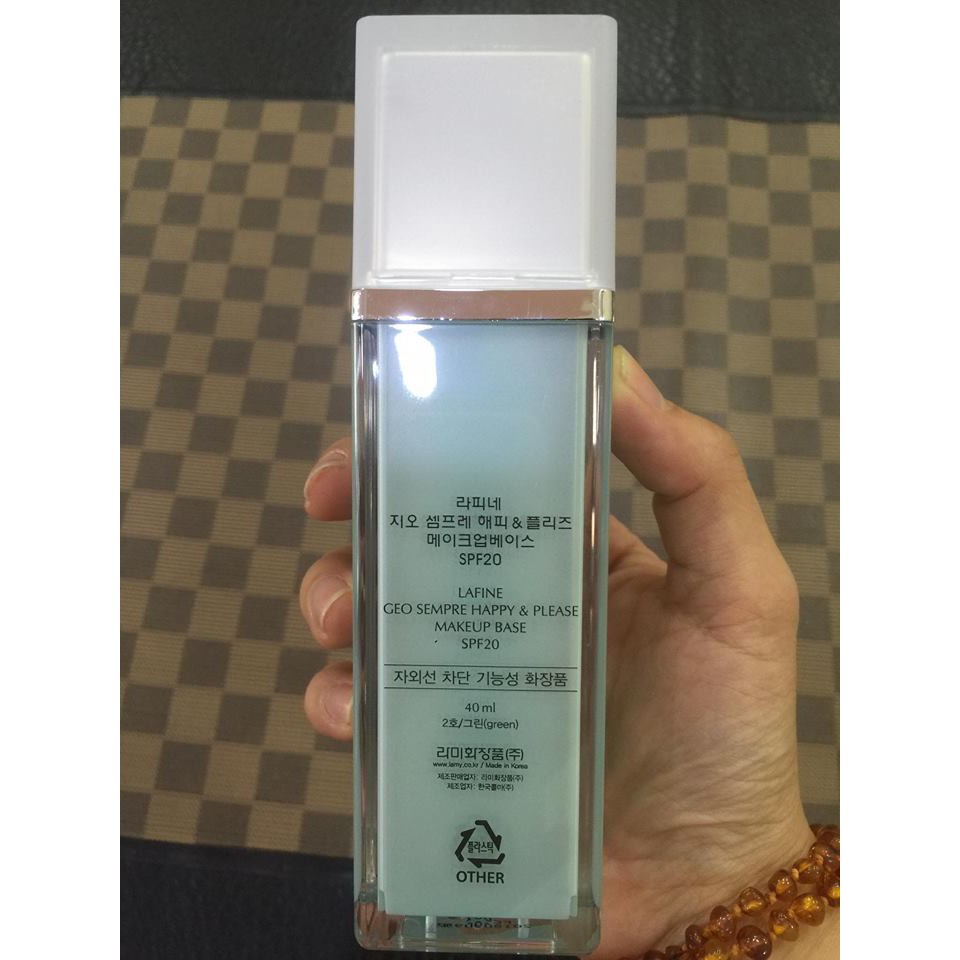 라피네
지오 셈프레 해피 & 플리즈
메이크업베이스
SPF20
LAFINE
GEO SEMPRE HAPPY & PLEASE
MAKEUP BASE
SPF20
자외선 차단 기능성 화장품
40 ml
2호/그린(green)
라미화장품(주)
www.lamy.co.kr / Made in Korea
제조판매업자: 라미화장품(주)
제조업자: 한국콜마(주)
플라스틱
OTHER